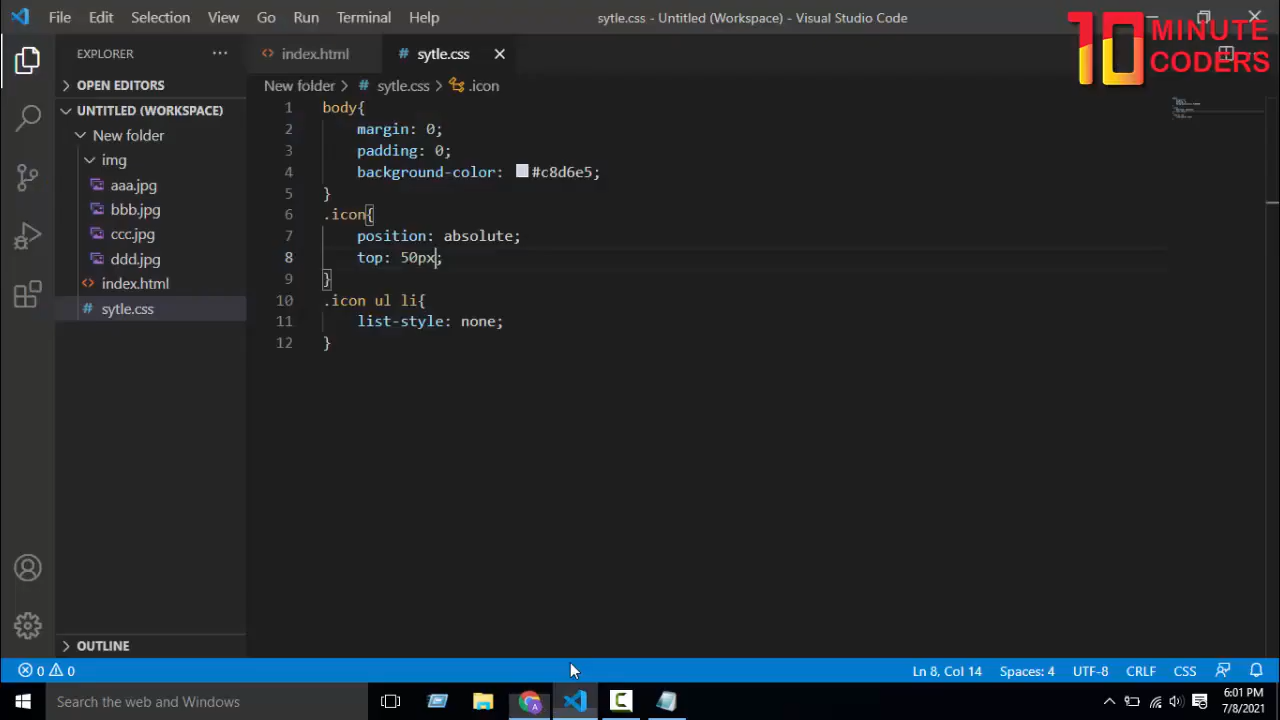 File Edit Selection View Go Run Terminal Help
sytle.css - Untitled (Workspace) - Visual Studio Code
10 MINUTE
CODERS
EXPLORER
index.html
sytle.css
OPEN EDITORS
New folder > # sytle.css > .icon
UNTITLED (WORKSPACE)
New folder
img
aaa.jpg
bbb.jpg
ccc.jpg
ddd.jpg
index.html
# sytle.css
1 body{
2 margin: 0;
3 padding: 0;
4 background-color: #c8d6e5;
5 }
6 .icon{
7 position: absolute;
8 top: 50px;
9 }
10 .icon ul li{
11 list-style: none;
12 }
OUTLINE
0 0
Ln 8, Col 14 Spaces: 4 UTF-8 CRLF CSS
Search the web and Windows
6:01 PM
7/8/2021